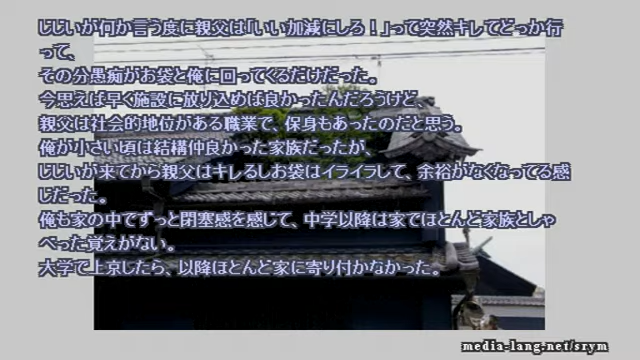 じじいが何か言う度に親父は「いい加減にしろ！」って突然キレてどっか行
って、
その分愚痴がお袋と俺に回ってくるだけだった。
今思えば早く施設に放り込めば良かったんだろうけど、
親父は社会的地位がある職業で、保身もあったのだと思う。
俺が小さい頃は結構仲良かった家族だったが、
じじいが来てから親父はキレるしお袋はイライラして、余裕がなくなってる感
じだった。
俺も家の中でずっと閉塞感を感じて、中学以降は家でほとんど家族としゃ
べった覚えがない。
大学で上京したら、以降ほとんど家に寄り付かなかった。
media-lang.net/srym